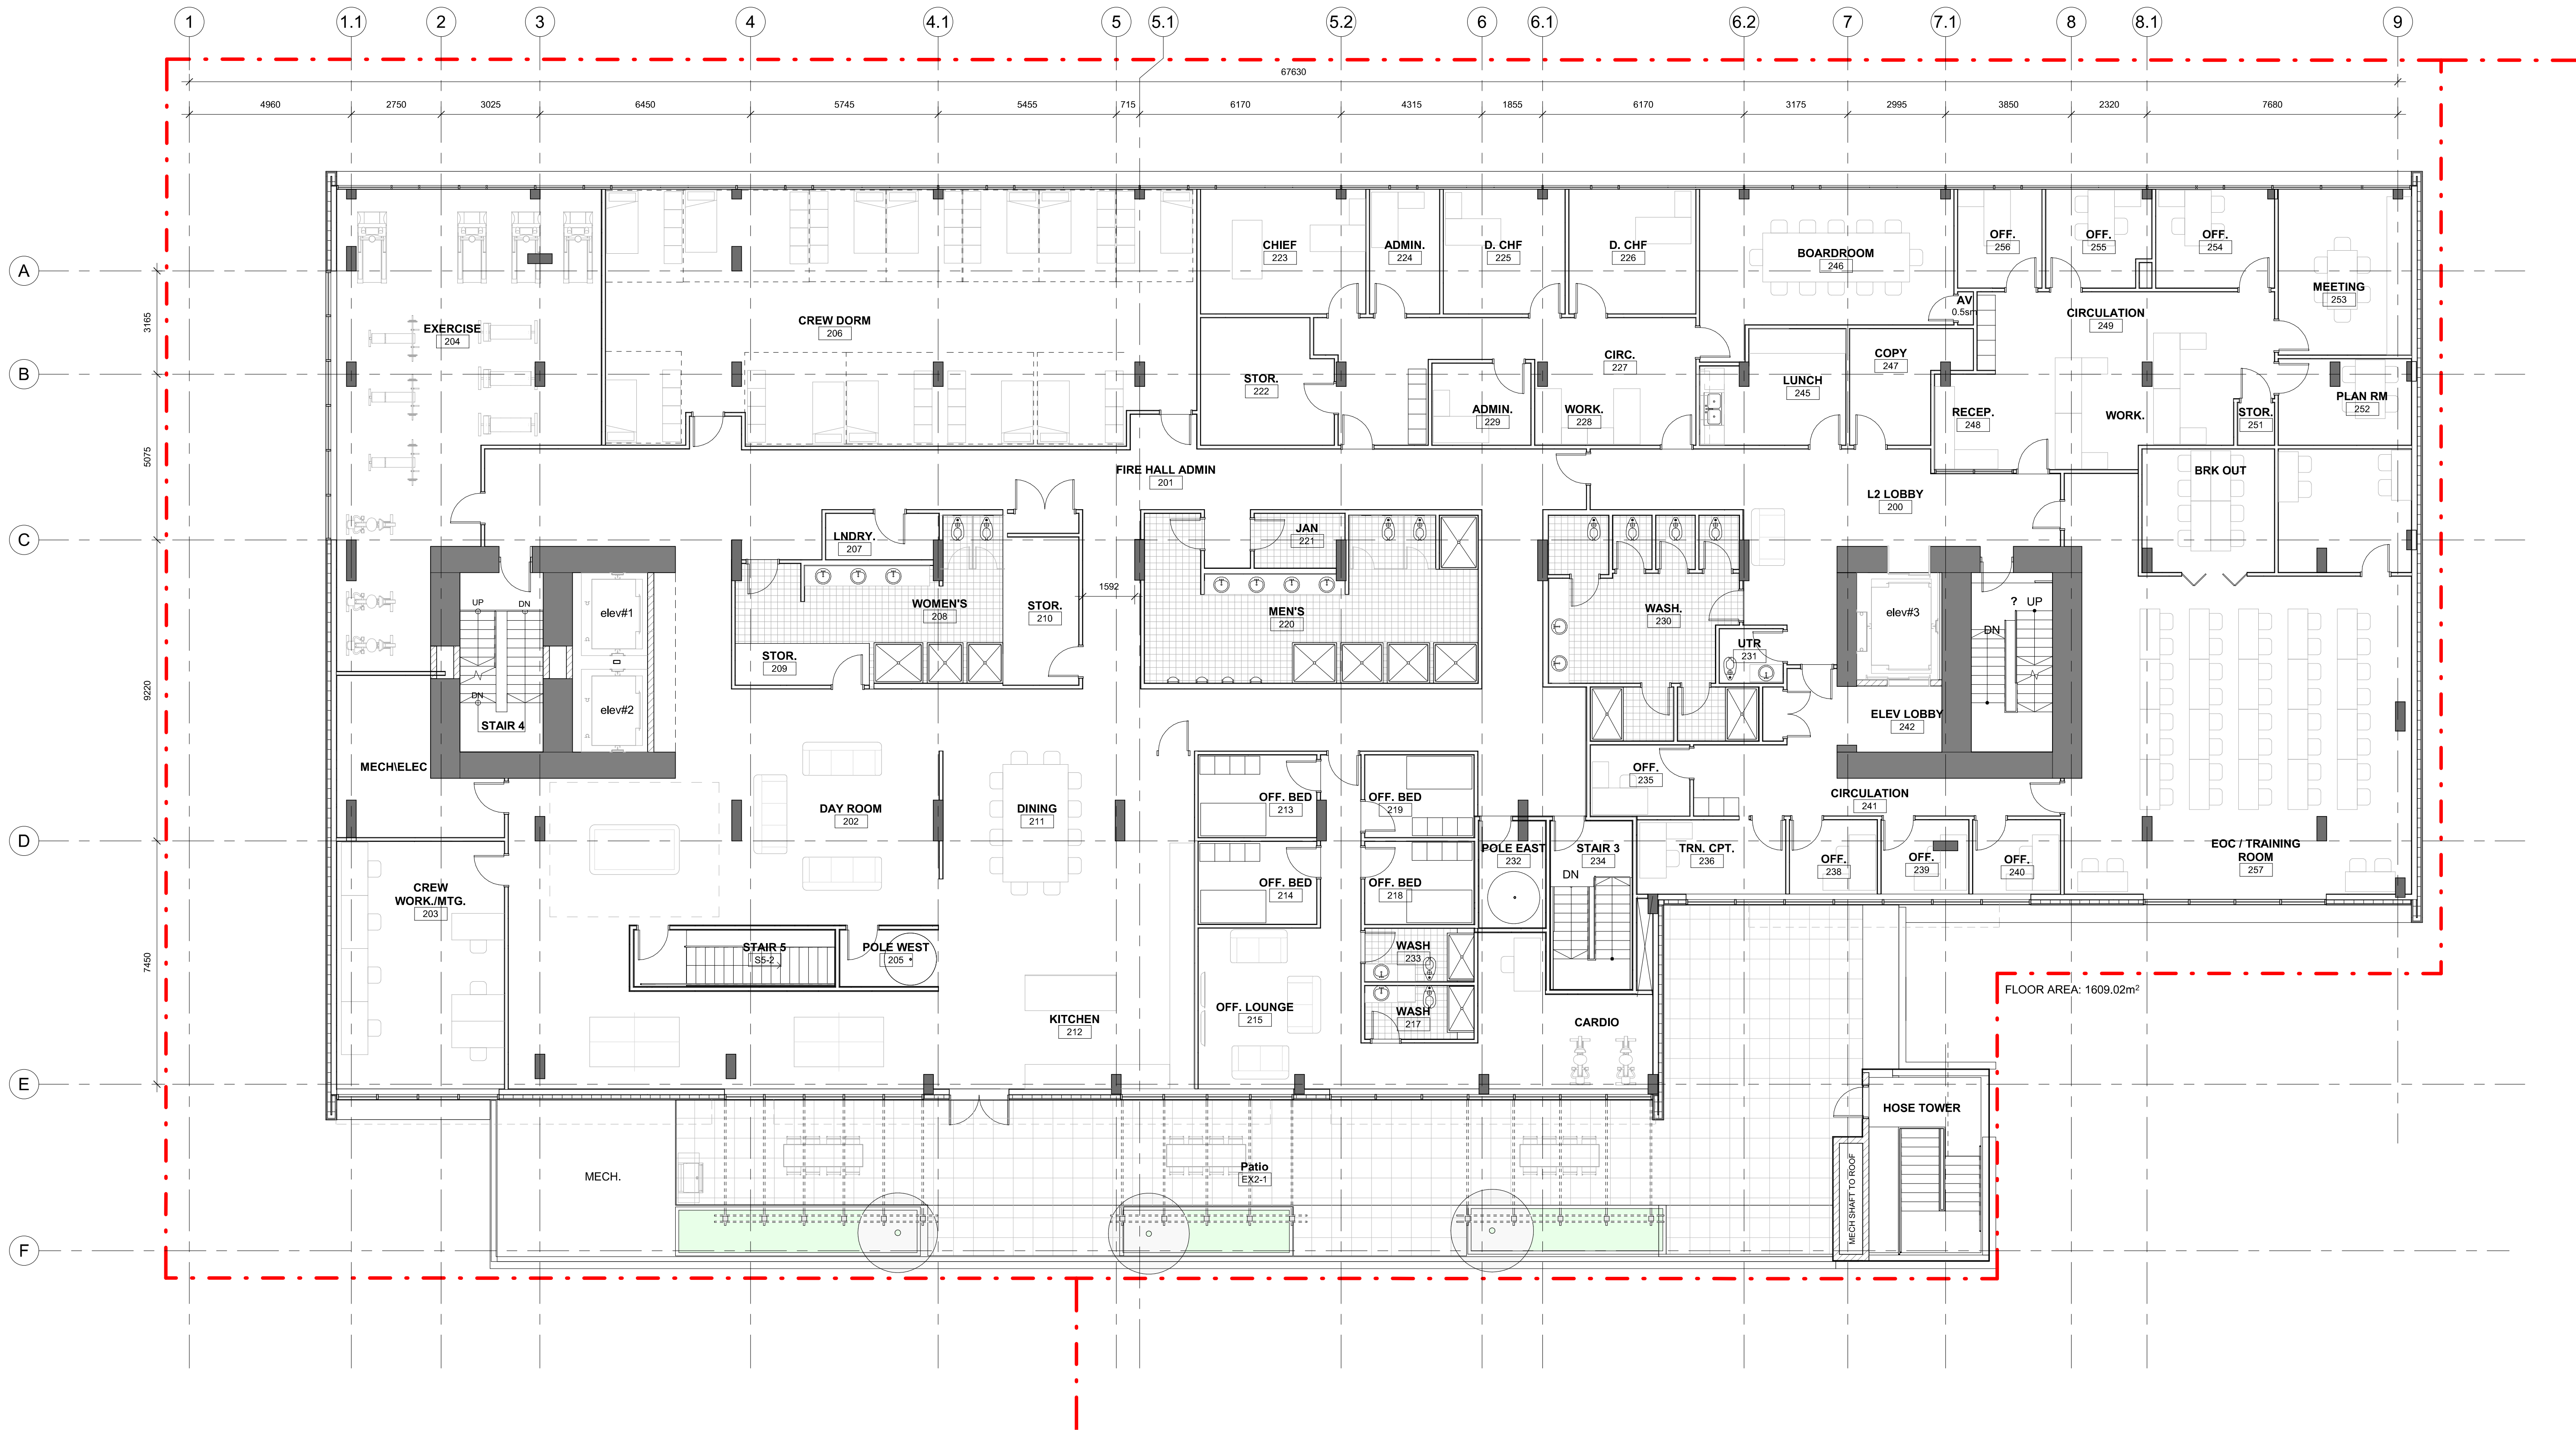 1 1.1 2 3 4 4.1 5 5.1 5.2 6 6.1 6.2 7 7.1 8 8.1 9
67630
4960 2750 3025 6450 5745 5455 715 6170 4315 1855 6170 3175 2995 3850 2320 7680
A
B
C
D
E
F
3165
5075
9220
7450
EXERCISE
204
CREW DORM
206
CHIEF
223
ADMIN.
224
D. CHF
225
D. CHF
226
BOARDROOM
246
OFF.
256
OFF.
255
OFF.
254
MEETING
253
AV
0.5sm
CIRCULATION
249
STOR.
222
CIRC.
227
COPY
247
LUNCH
245
ADMIN.
229
WORK.
228
RECEP.
248
WORK.
STOR.
251
PLAN RM
252
FIRE HALL ADMIN
201
L2 LOBBY
200
BRK OUT
LNDRY.
207
JAN
221
WOMEN'S
208
STOR.
210
1592
MEN'S
220
WASH.
230
UTR
231
STOR.
209
UP
DN
DN
STAIR 4
elev#1
elev#2
elev#3
? UP
DN
ELEV LOBBY
242
MECH\ELEC
DAY ROOM
202
DINING
211
OFF. BED
213
OFF. BED
219
OFF.
235
CIRCULATION
241
OFF. BED
214
OFF. BED
218
POLE EAST
232
STAIR 3
234
DN
TRN. CPT.
236
OFF.
238
OFF.
239
OFF.
240
EOC / TRAINING
ROOM
257
CREW
WORK./MTG.
203
STAIR 5
S5-2
POLE WEST
205
WASH
233
WASH
217
OFF. LOUNGE
215
KITCHEN
212
CARDIO
FLOOR AREA: 1609.02m²
HOSE TOWER
MECH SHAFT TO ROOF
MECH.
Patio
EX2-1